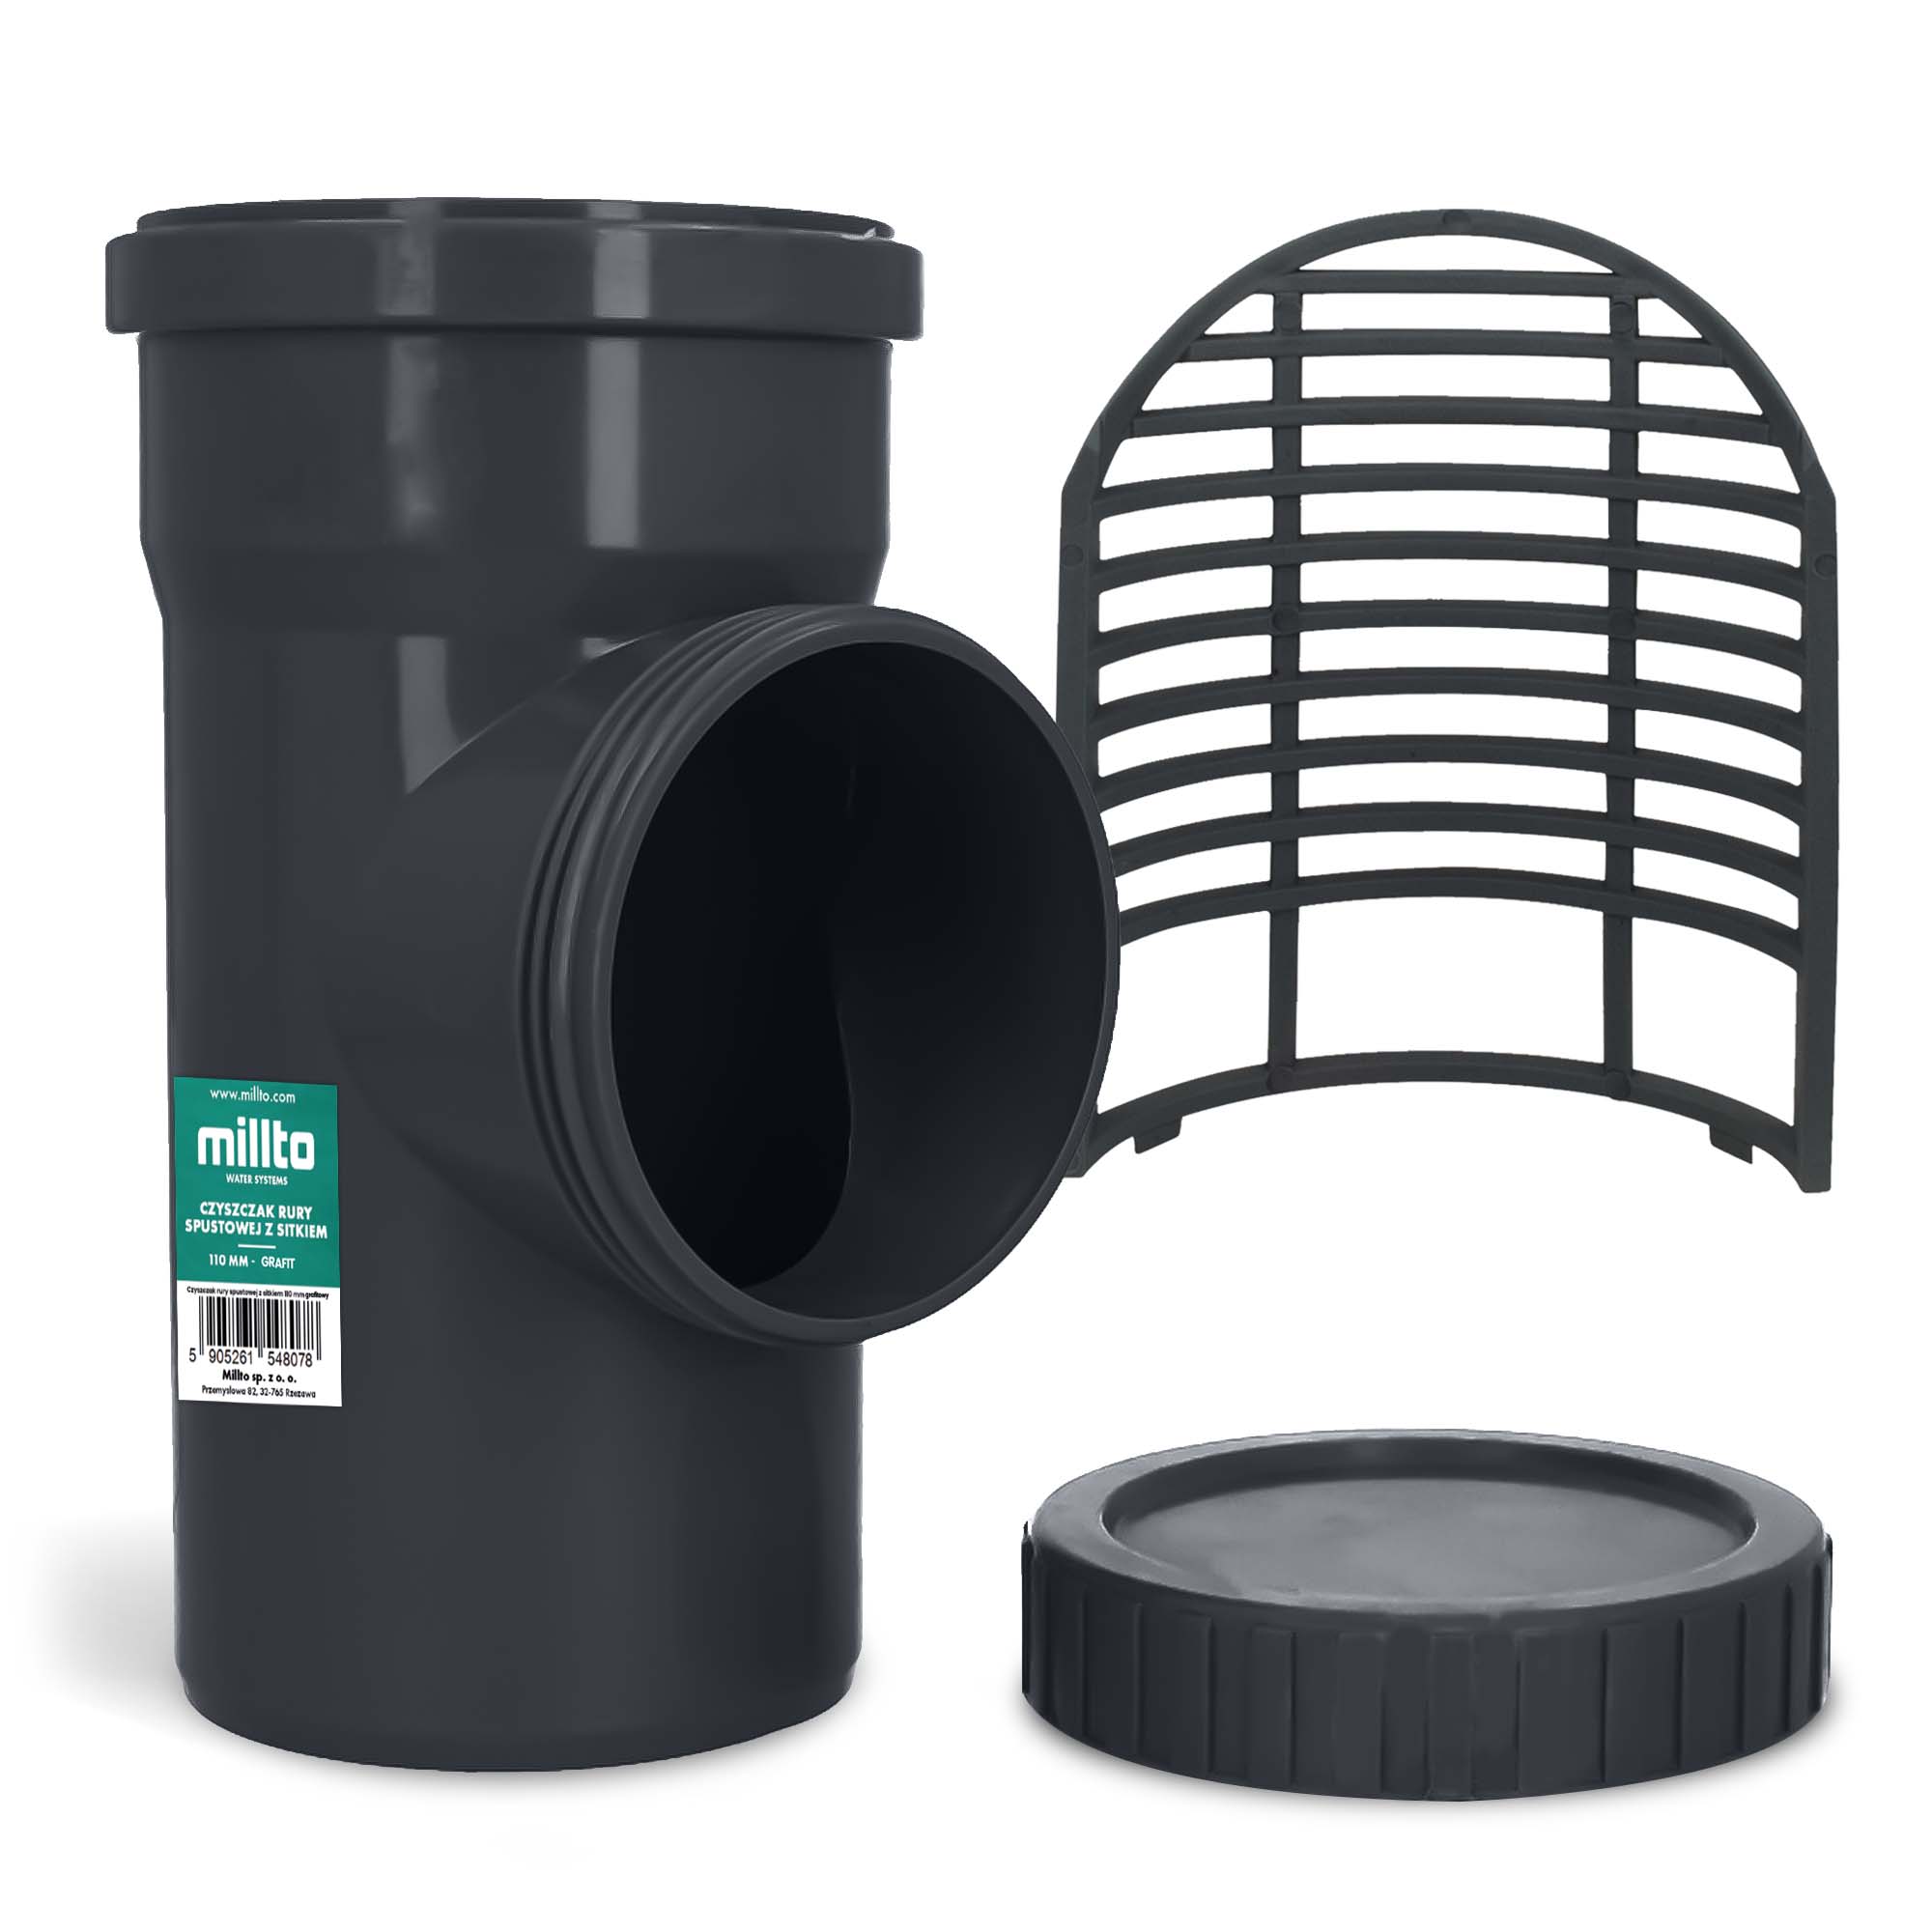 www.millto.com
millto
WATER SYSTEMS
CZYSZCZAK RURY
SPUSTOWEJ Z SITKIEM
110 MM - GRAFIT
Czyszczak rury spustowej z sitkiem 110 mm grafitowy
5 905261 548078
Millto sp. z o. o.
Przemysłowa 82, 32-765 Rzezawa